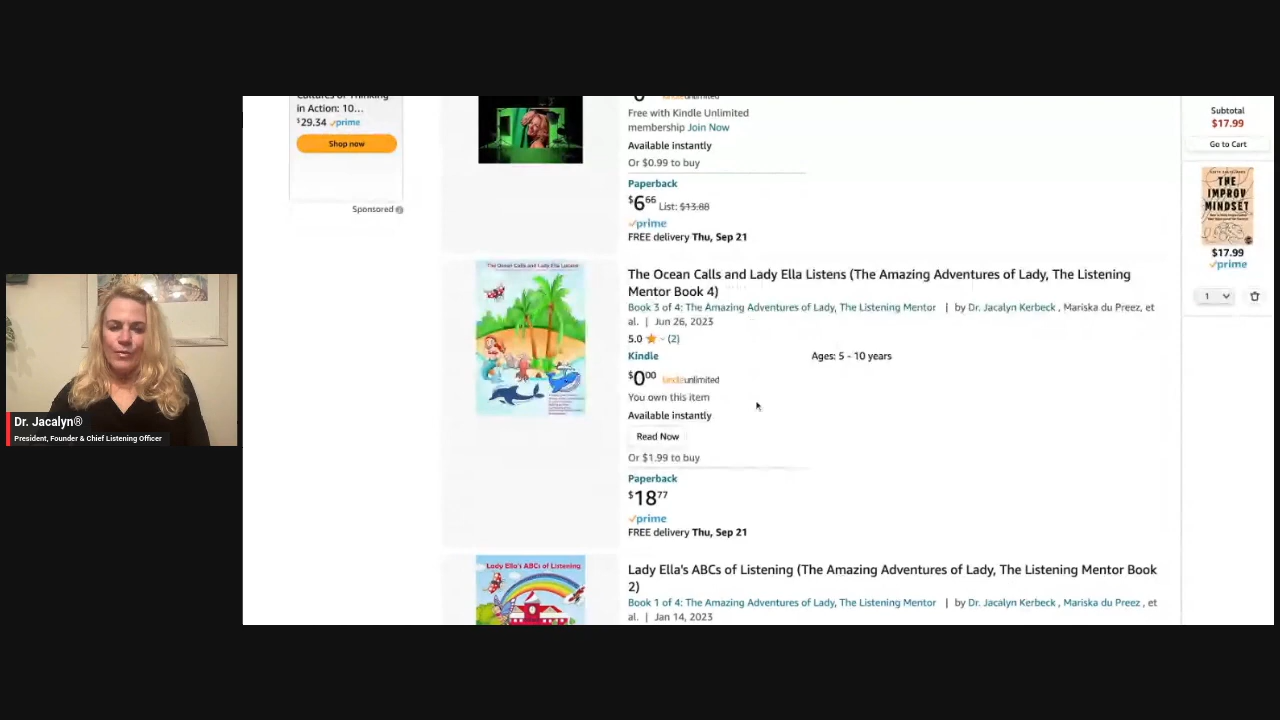 Cultures of Thinking
in Action: 10...
$29.34 prime
Shop now
Sponsored
Free with Kindle Unlimited
membership Join Now
Available instantly
Or $0.99 to buy
Paperback
$6 66 List: $13.88
prime
FREE delivery Thu, Sep 21
The Ocean Calls and Lady Ella Listens
The Ocean Calls and Lady Ella Listens (The Amazing Adventures of Lady, The Listening
Mentor Book 4)
Book 3 of 4: The Amazing Adventures of Lady, The Listening Mentor | by Dr. Jacalyn Kerbeck , Mariska du Preez, et
al. | Jun 26, 2023
5.0 (2)
Kindle
Ages: 5 - 10 years
$0 00 kindleunlimited
You own this item
Available instantly
Read Now
Or $1.99 to buy
Paperback
$18 77
prime
FREE delivery Thu, Sep 21
Lady Ella's ABCs of Listening
Lady Ella's ABCs of Listening (The Amazing Adventures of Lady, The Listening Mentor Book
2)
Book 1 of 4: The Amazing Adventures of Lady, The Listening Mentor | by Dr. Jacalyn Kerbeck , Mariska du Preez , et
al. | Jan 14, 2023
Subtotal
$17.99
Go to Cart
THE
IMPROV
MINDSET
$17.99
prime
1
Dr. Jacalyn®
President, Founder & Chief Listening Officer